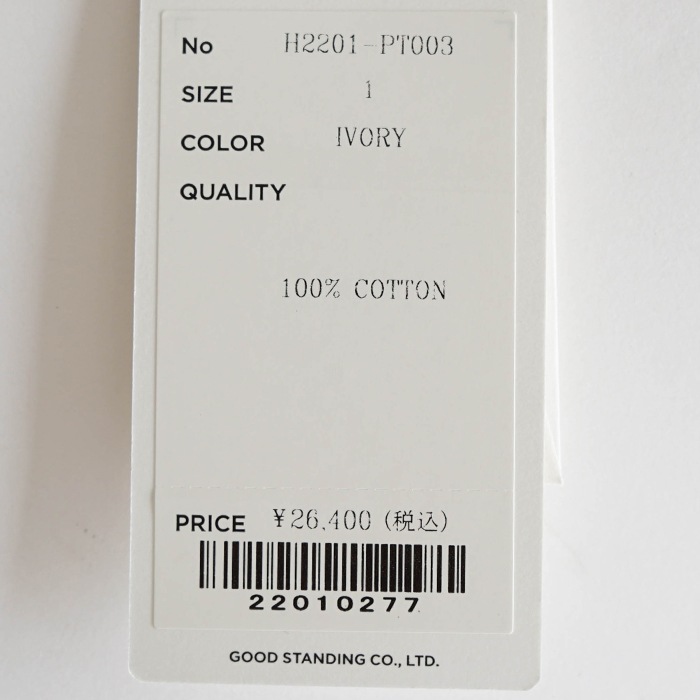 No H2201-PT003
SIZE 1
COLOR IVORY
QUALITY
100% COTTON
PRICE ¥26,400 (税込)
22010277
GOOD STANDING CO., LTD.